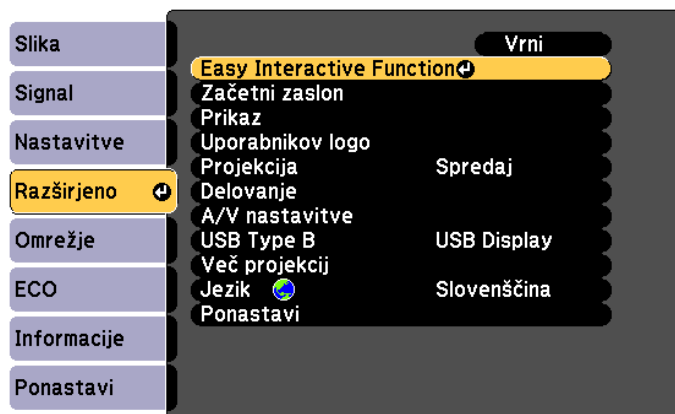 Slika
Signal
Nastavitve
Razširjeno
Omrežje
ECO
Informacije
Ponastavi
Vrni
Easy Interactive Function
Začetni zaslon
Prikaz
Uporabnikov logo
Projekcija Spredaj
Delovanje
A/V nastavitve
USB Type B USB Display
Več projekcij
Jezik Slovenščina
Ponastavi